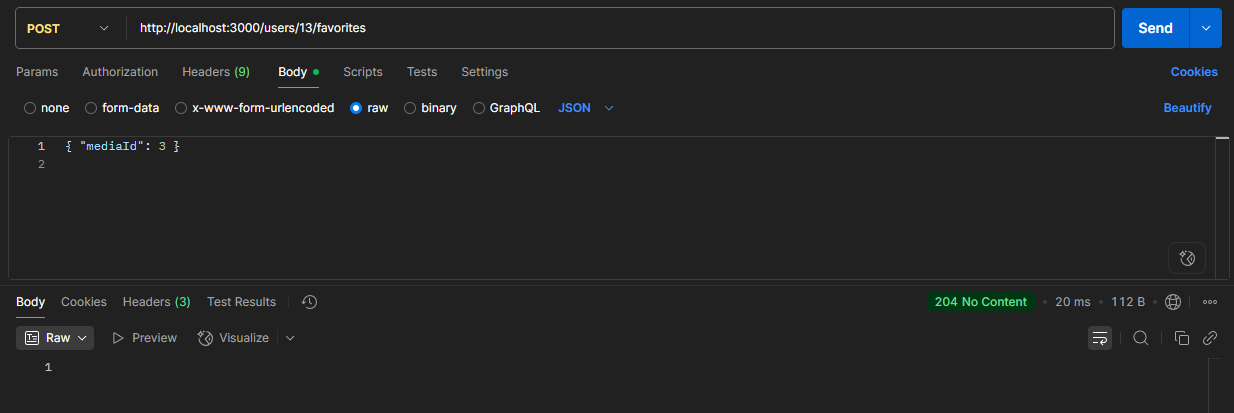 POST http://localhost:3000/users/13/favorites Send
Params Authorization Headers (9) Body Scripts Tests Settings Cookies
none form-data x-www-form-urlencoded raw binary GraphQL JSON Beautify
1 { "mediaId": 3 }
2
Body Cookies Headers (3) Test Results 204 No Content 20 ms 112 B
Raw Preview Visualize
1